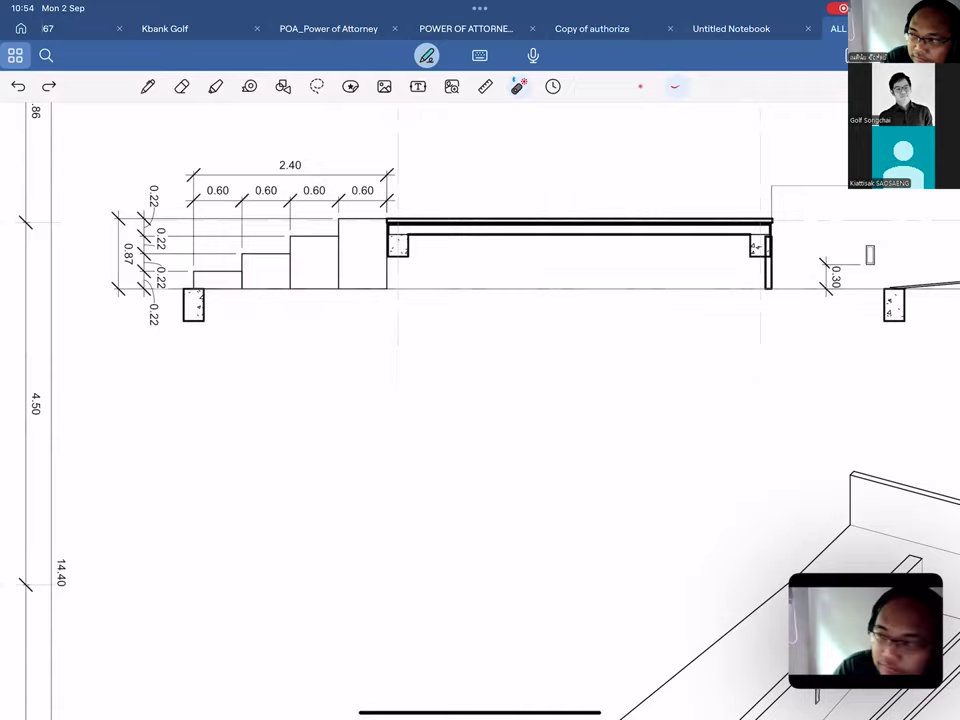 10:54 Mon 2 Sep
i67
Kbank Golf
POA_Power of Attorney
POWER OF ATTORNE...
Copy of authorize
Untitled Notebook
ALL
Golf Songchai
Kiattisak SAOSAENG
.86
2.40
0.60 0.60 0.60 0.60
0.22
0.22
0.22
0.22
0.87
0.30
4.50
14.40